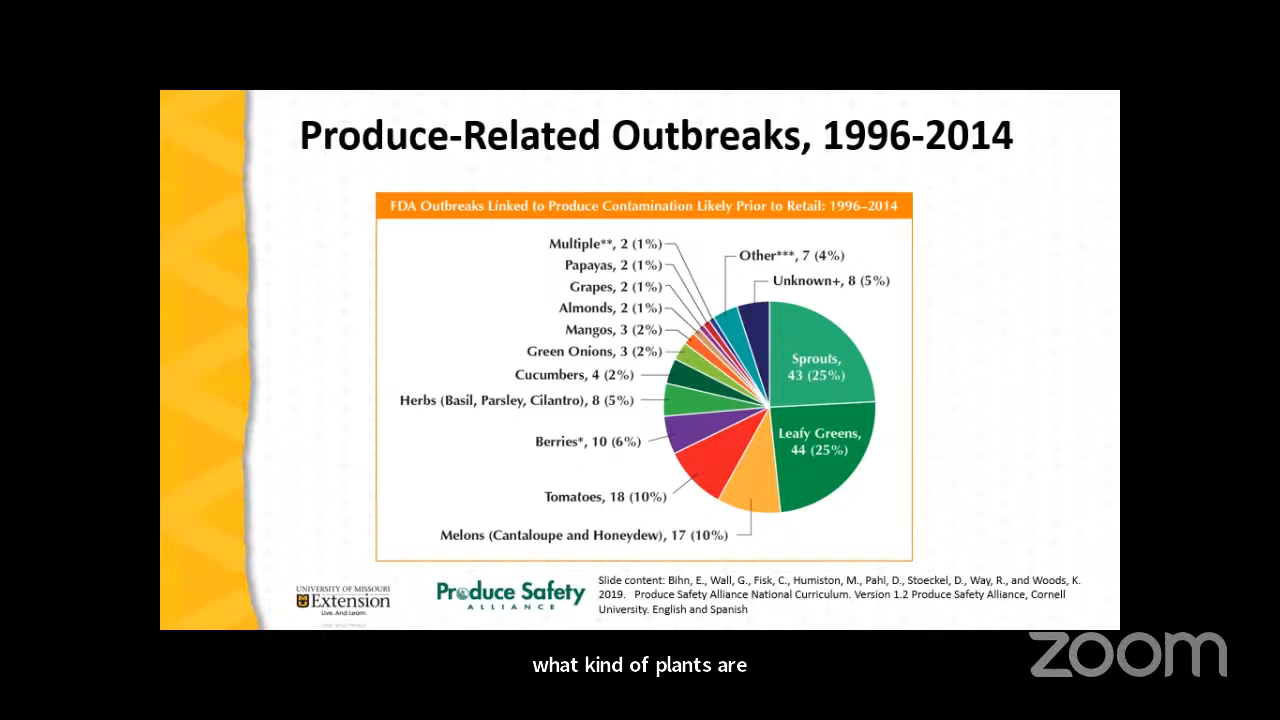 Produce-Related Outbreaks, 1996-2014
FDA Outbreaks Linked to Produce Contamination Likely Prior to Retail: 1996–2014
Multiple**, 2 (1%)
Papayas, 2 (1%)
Grapes, 2 (1%)
Almonds, 2 (1%)
Mangos, 3 (2%)
Green Onions, 3 (2%)
Cucumbers, 4 (2%)
Herbs (Basil, Parsley, Cilantro), 8 (5%)
Berries*, 10 (6%)
Tomatoes, 18 (10%)
Melons (Cantaloupe and Honeydew), 17 (10%)
Other***, 7 (4%)
Unknown+, 8 (5%)
Sprouts,
43 (25%)
Leafy Greens,
44 (25%)
UNIVERSITY OF MISSOURI
Extension
Live. And Learn.
Produce Safety
ALLIANCE
Slide content: Bihn, E., Wall, G., Fisk, C., Humiston, M., Pahl, D., Stoeckel, D., Way, R., and Woods, K.
2019. Produce Safety Alliance National Curriculum. Version 1.2 Produce Safety Alliance, Cornell
University. English and Spanish
zoom
what kind of plants are